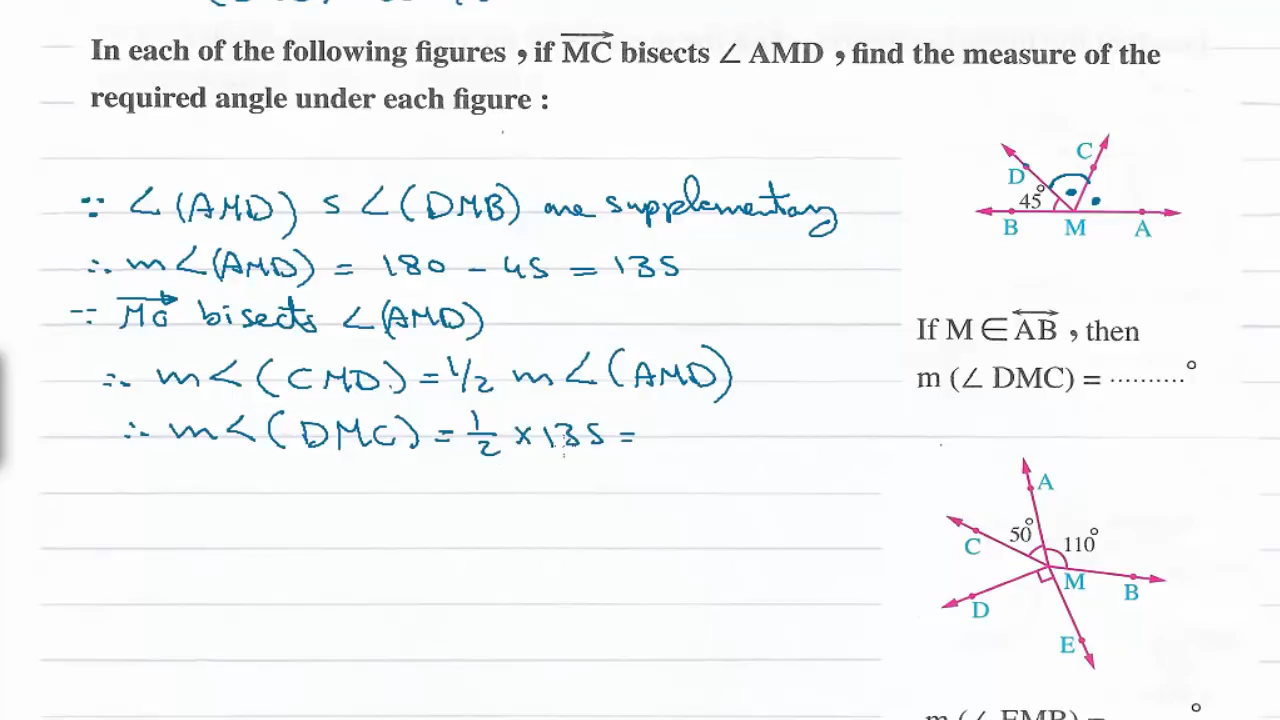 In each of the following figures , if MC bisects ∠ AMD , find the measure of the
required angle under each figure :
∵ ∠(AMD) s ∠(DMB) are supplementary
∴ m∠(AMD) = 180 - 45 = 135
∵ MC bisects ∠(AMD)
∴ m∠(CMD) = 1/2 m∠(AMD)
∴ m∠(DMC) = 1/2 × 135 =
D
C
45°
B
M
A
If M ∈ AB , then
m (∠ DMC) = ..........°
A
50°
110°
C
M
B
D
E
m (∠ EMB) = °